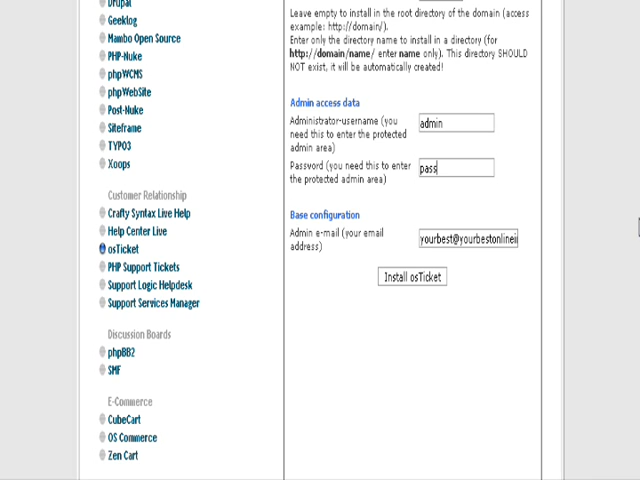 Drupal
Geeklog
Mambo Open Source
PHP-Nuke
phpWCMS
phpWebSite
Post-Nuke
Siteframe
TYPO3
Xoops
Customer Relationship
Crafty Syntax Live Help
Help Center Live
osTicket
PHP Support Tickets
Support Logic Helpdesk
Support Services Manager
Discussion Boards
phpBB2
SMF
E-Commerce
CubeCart
OS Commerce
Zen Cart
Leave empty to install in the root directory of the domain (access
example: http://domain/).
Enter only the directory name to install in a directory (for
http://domain/name/ enter name only). This directory SHOULD
NOT exist, it will be automatically created!
Admin access data
Administrator-username (you
need this to enter the protected
admin area)
admin
Password (you need this to enter
the protected admin area)
pass
Base configuration
Admin e-mail (your email
address)
yourbest@yourbestonlinei
Install osTicket